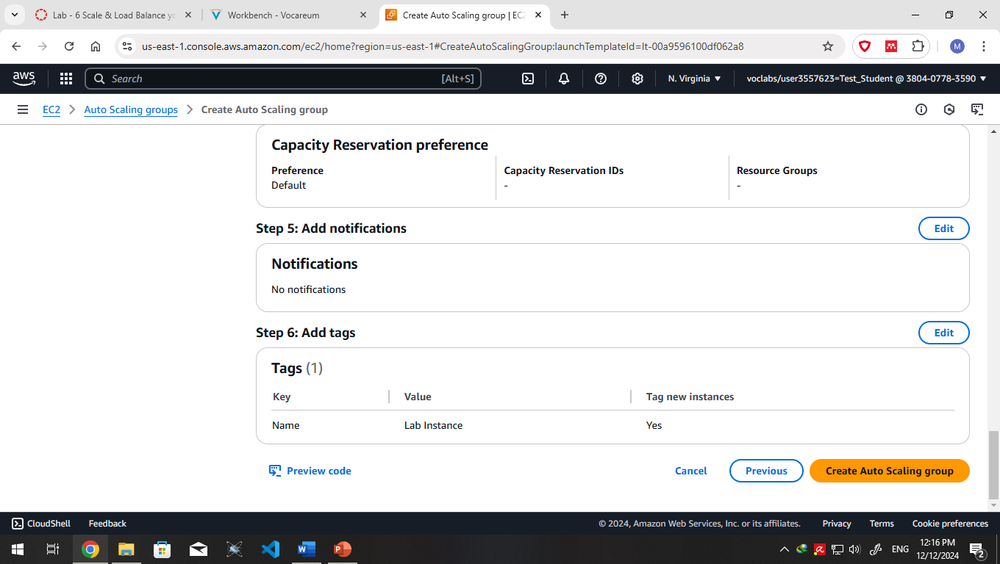 Lab - 6 Scale & Load Balance yo
Workbench - Vocareum
Create Auto Scaling group | EC2
us-east-1.console.aws.amazon.com/ec2/home?region=us-east-1#CreateAutoScalingGroup:launchTemplateId=lt-00a9596100df062a8
M
aws
Search
[Alt+S]
N. Virginia
voclabs/user3557623=Test_Student @ 3804-0778-3590
EC2
Auto Scaling groups
Create Auto Scaling group
Capacity Reservation preference
Preference
Default
Capacity Reservation IDs
-
Resource Groups
-
Step 5: Add notifications
Edit
Notifications
No notifications
Step 6: Add tags
Edit
Tags (1)
Key
Value
Tag new instances
Name
Lab Instance
Yes
Preview code
Cancel
Previous
Create Auto Scaling group
CloudShell
Feedback
© 2024, Amazon Web Services, Inc. or its affiliates.
Privacy
Terms
Cookie preferences
ENG
12:16 PM
12/12/2024
2